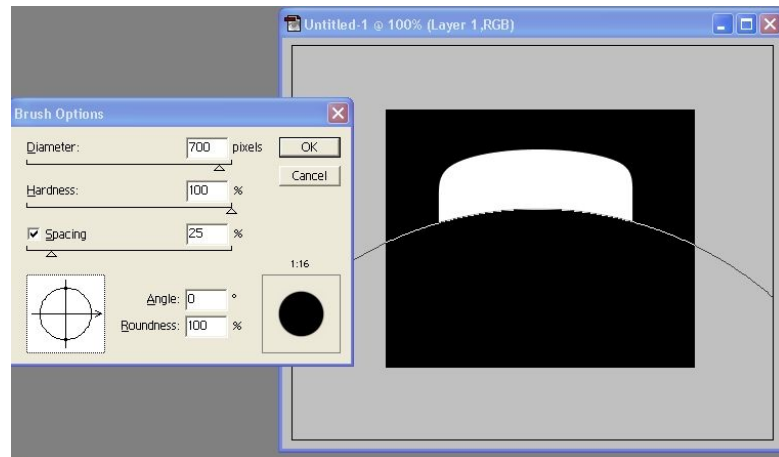 Untitled-1 @ 100% (Layer 1,RGB)
Brush Options
Diameter: 700 pixels OK
Cancel
Hardness: 100 %
Spacing 25 %
1:16
Angle: 0 °
Roundness: 100 %